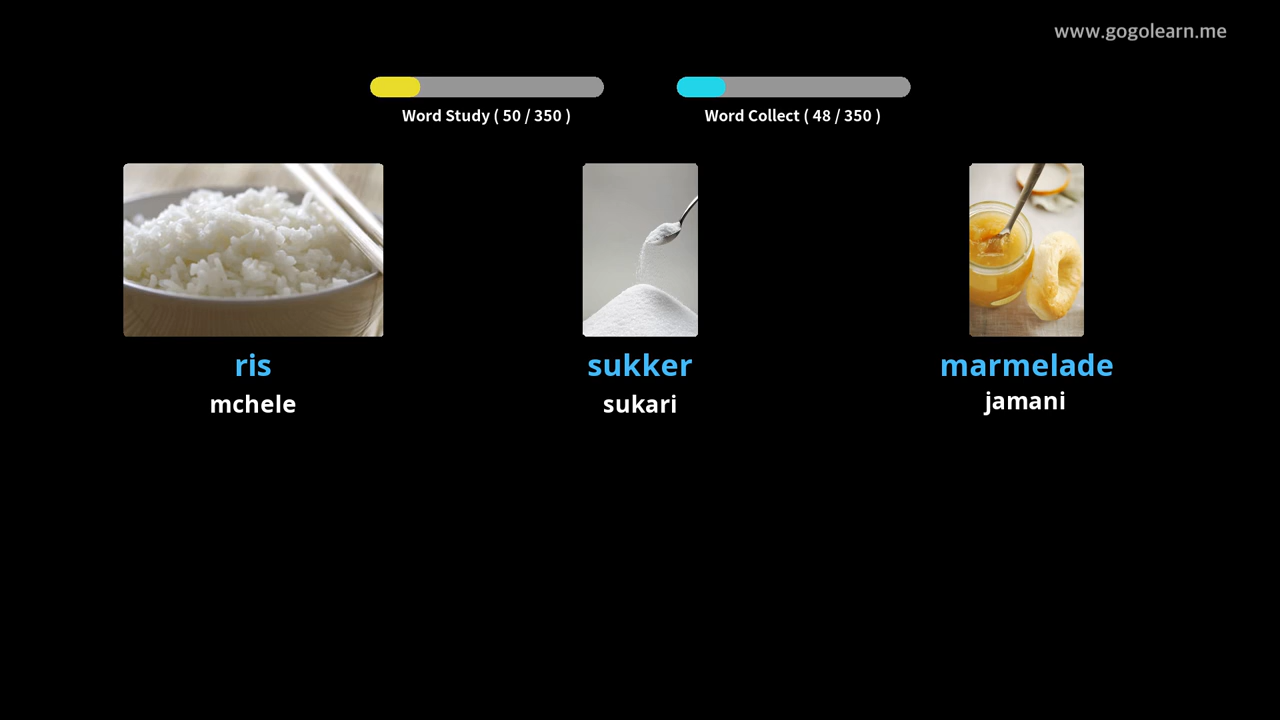 www.gogolearn.me
Word Study ( 50 / 350 )
Word Collect ( 48 / 350 )
ris
sukker
marmelade
mchele
sukari
jamani